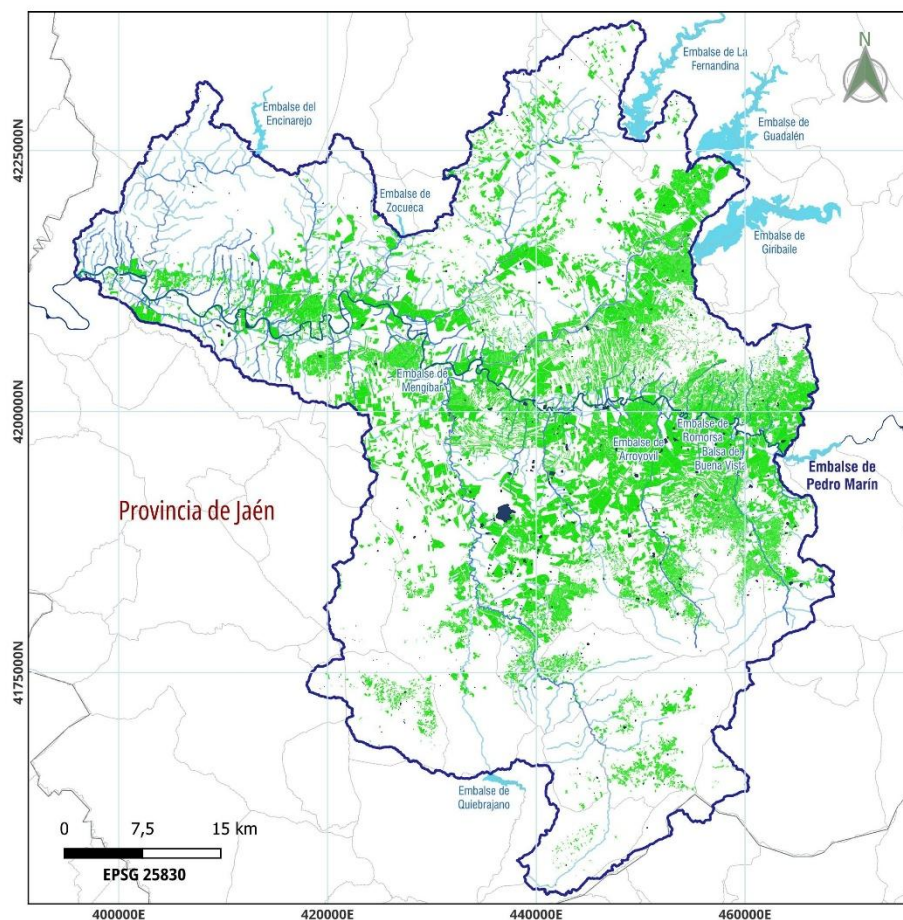 N
Embalse de La
Fernandina
Embalse del
Encinarejo
Embalse de
Guadalén
4225000N
Embalse de
Zocueca
Embalse de
Giribaile
Embalse de
Mengíbar
4200000N
Embalse de
Romorsa
Embalse de
Arroyovil
Balsa de
Buena Vista
Embalse de
Pedro Marín
Provincia de Jaén
4175000N
Embalse de
Quiebrajano
0 7,5 15 km
EPSG 25830
400000E 420000E 440000E 460000E